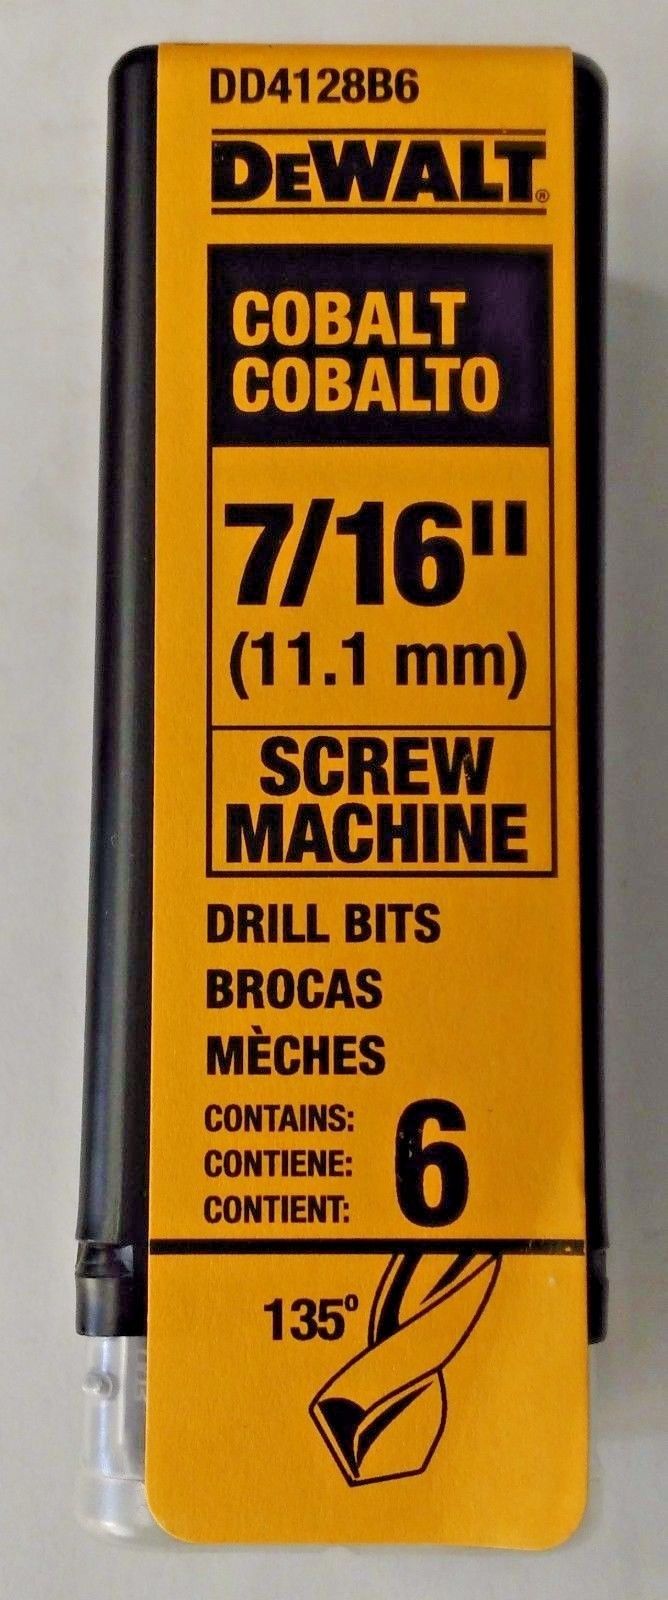 DD4128B6
DEWALT®
COBALT
COBALTO
7/16"
(11.1 mm)
SCREW
MACHINE
DRILL BITS
BROCAS
MÈCHES
CONTAINS:
CONTIENE:
CONTIENT:
6
135º